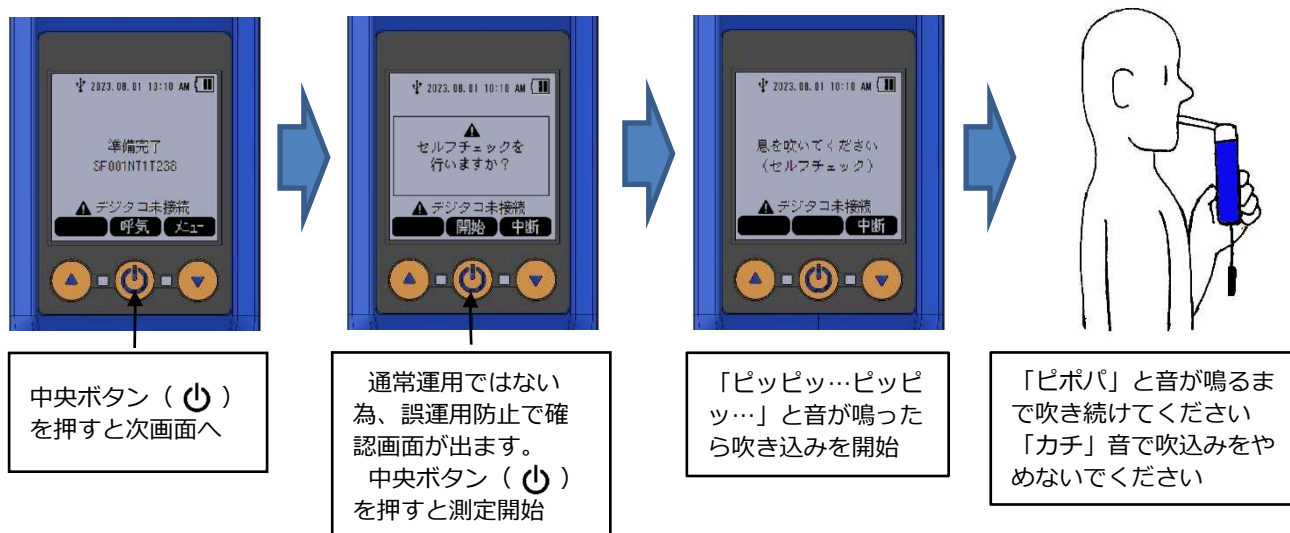 2023.08.01 10:10 AM
準備完了
SF001NT1T238
デジタコ未接続
呼気 メニュー
2023.08.01 10:10 AM
セルフチェックを
行いますか？
デジタコ未接続
開始 中断
2023.08.01 10:10 AM
息を吹いてください
（セルフチェック）
デジタコ未接続
中断
中央ボタン（ ）
を押すと次画面へ
通常運用ではない
為、誤運用防止で確
認画面が出ます。
中央ボタン（ ）
を押すと測定開始
「ピッピッ…ピッピ
ッ…」と音が鳴った
ら吹き込みを開始
「ピポパ」と音が鳴るま
で吹き続けてください
「カチ」音で吹込みをや
めないでください